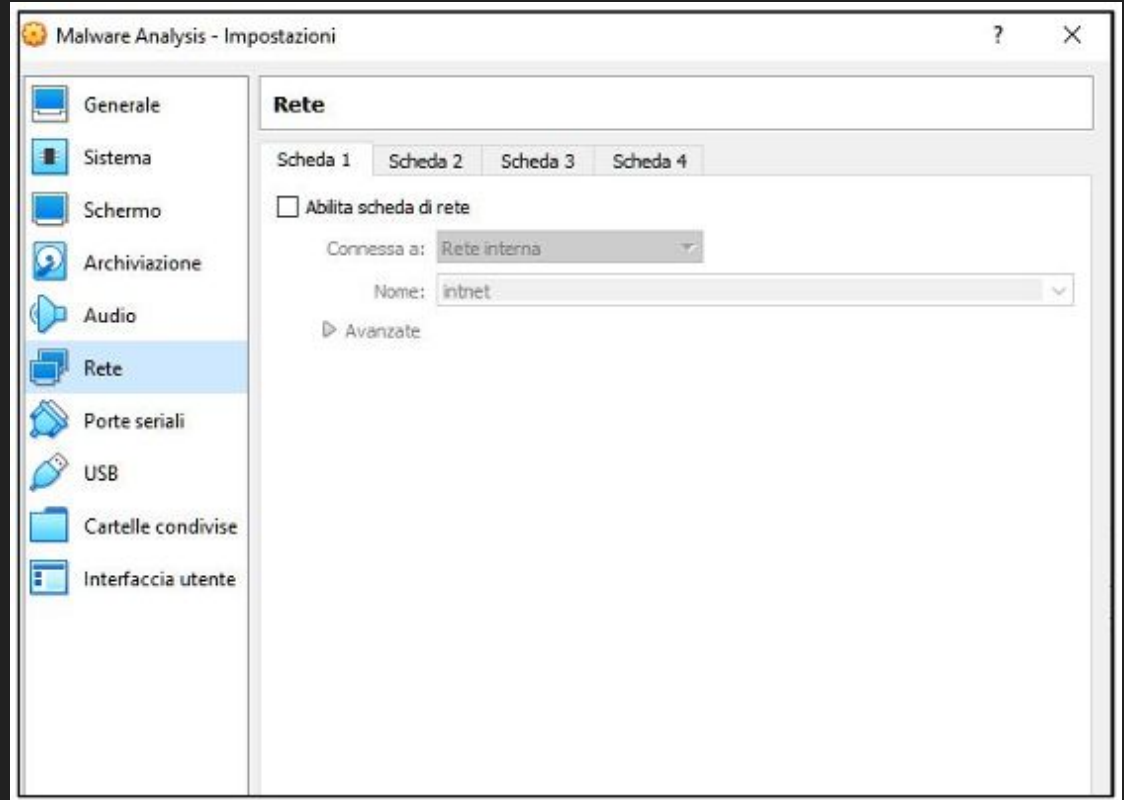 Malware Analysis - Impostazioni
?
Generale
Sistema
Schermo
Archiviazione
Audio
Rete
Porte seriali
USB
Cartelle condivise
Interfaccia utente
Rete
Scheda 1 Scheda 2 Scheda 3 Scheda 4
Abilita scheda di rete
Connessa a: Rete interna
Nome: intnet
Avanzate